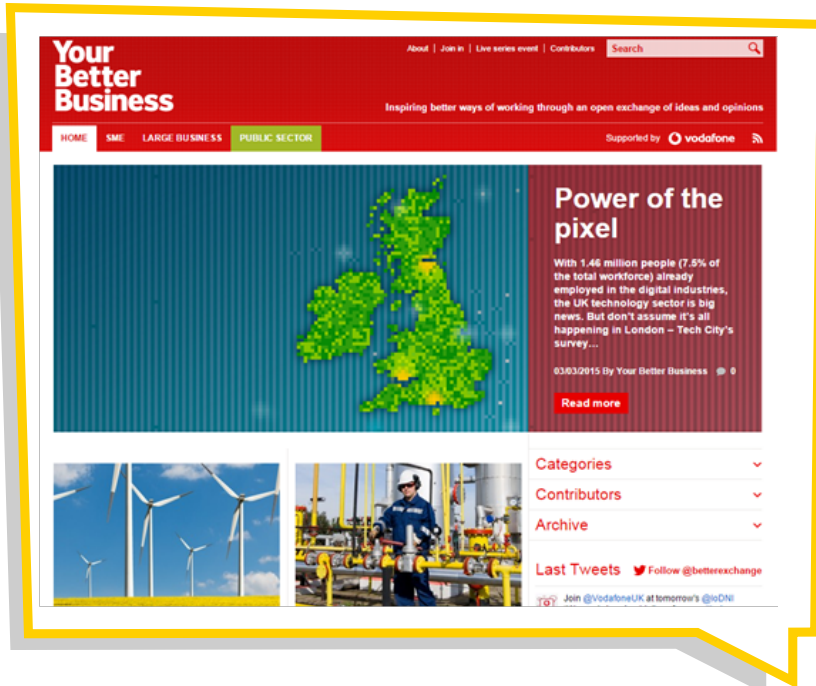 Your
Better
Business
About | Join in | Live series event | Contributors
Search
Inspiring better ways of working through an open exchange of ideas and opinions
HOME SME LARGE BUSINESS PUBLIC SECTOR
Supported by vodafone
Power of the
pixel
With 1.46 million people (7.5% of
the total workforce) already
employed in the digital industries,
the UK technology sector is big
news. But don't assume it's all
happening in London – Tech City's
survey…
03/03/2015 By Your Better Business 0
Read more
Categories
Contributors
Archive
Last Tweets Follow @betterexchange
Join @VodafoneUK at tomorrow's @IoDNI